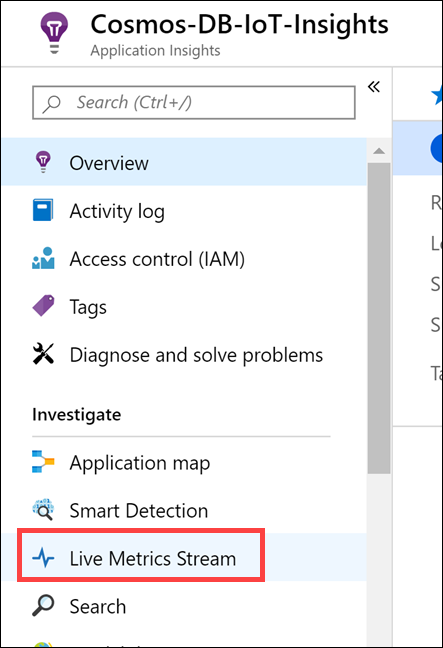 Cosmos-DB-IoT-Insights
Application Insights
Search (Ctrl+/)
«
Overview
Activity log
Access control (IAM)
Tags
Diagnose and solve problems
Investigate
Application map
Smart Detection
Live Metrics Stream
Search